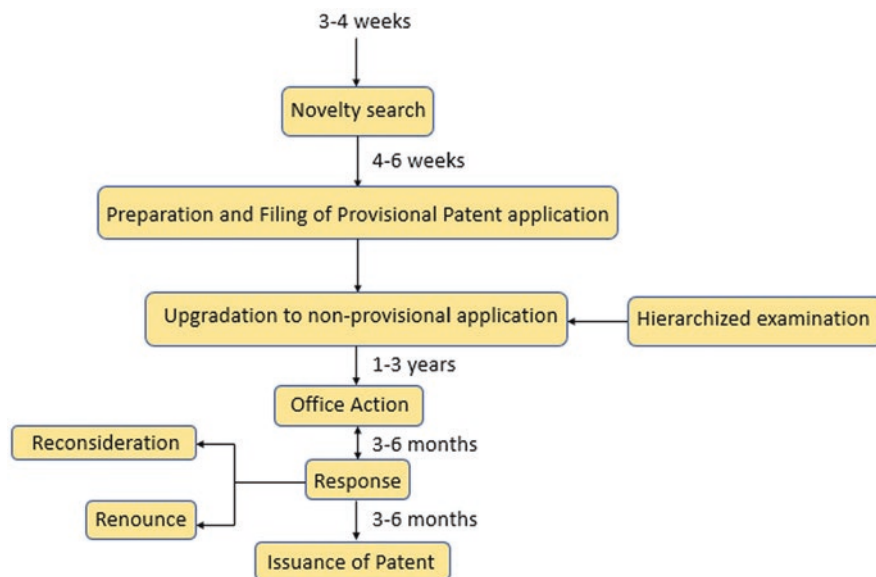 3-4 weeks
Novelty search
4-6 weeks
Preparation and Filing of Provisional Patent application
Upgradation to non-provisional application
Hierarchized examination
1-3 years
Office Action
Reconsideration
3-6 months
Response
Renounce
3-6 months
Issuance of Patent